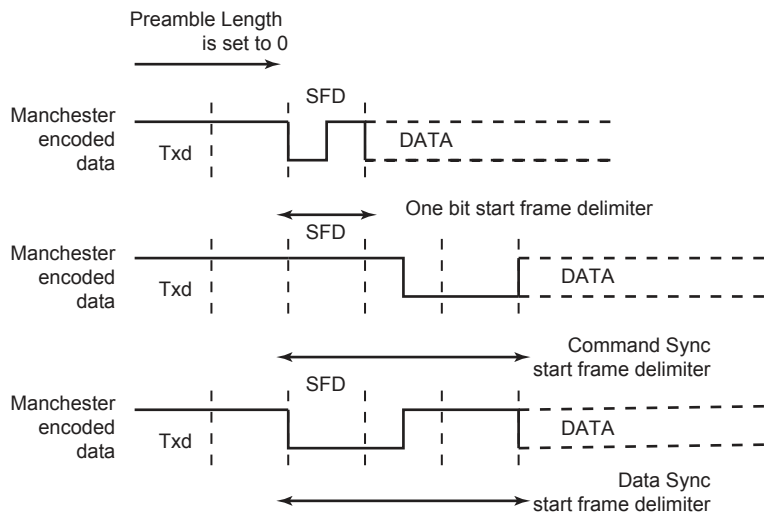 Preamble Length
is set to 0
SFD
Manchester
encoded
data
Txd
DATA
One bit start frame delimiter
SFD
Manchester
encoded
data
Txd
DATA
Command Sync
start frame delimiter
SFD
Manchester
encoded
data
Txd
DATA
Data Sync
start frame delimiter